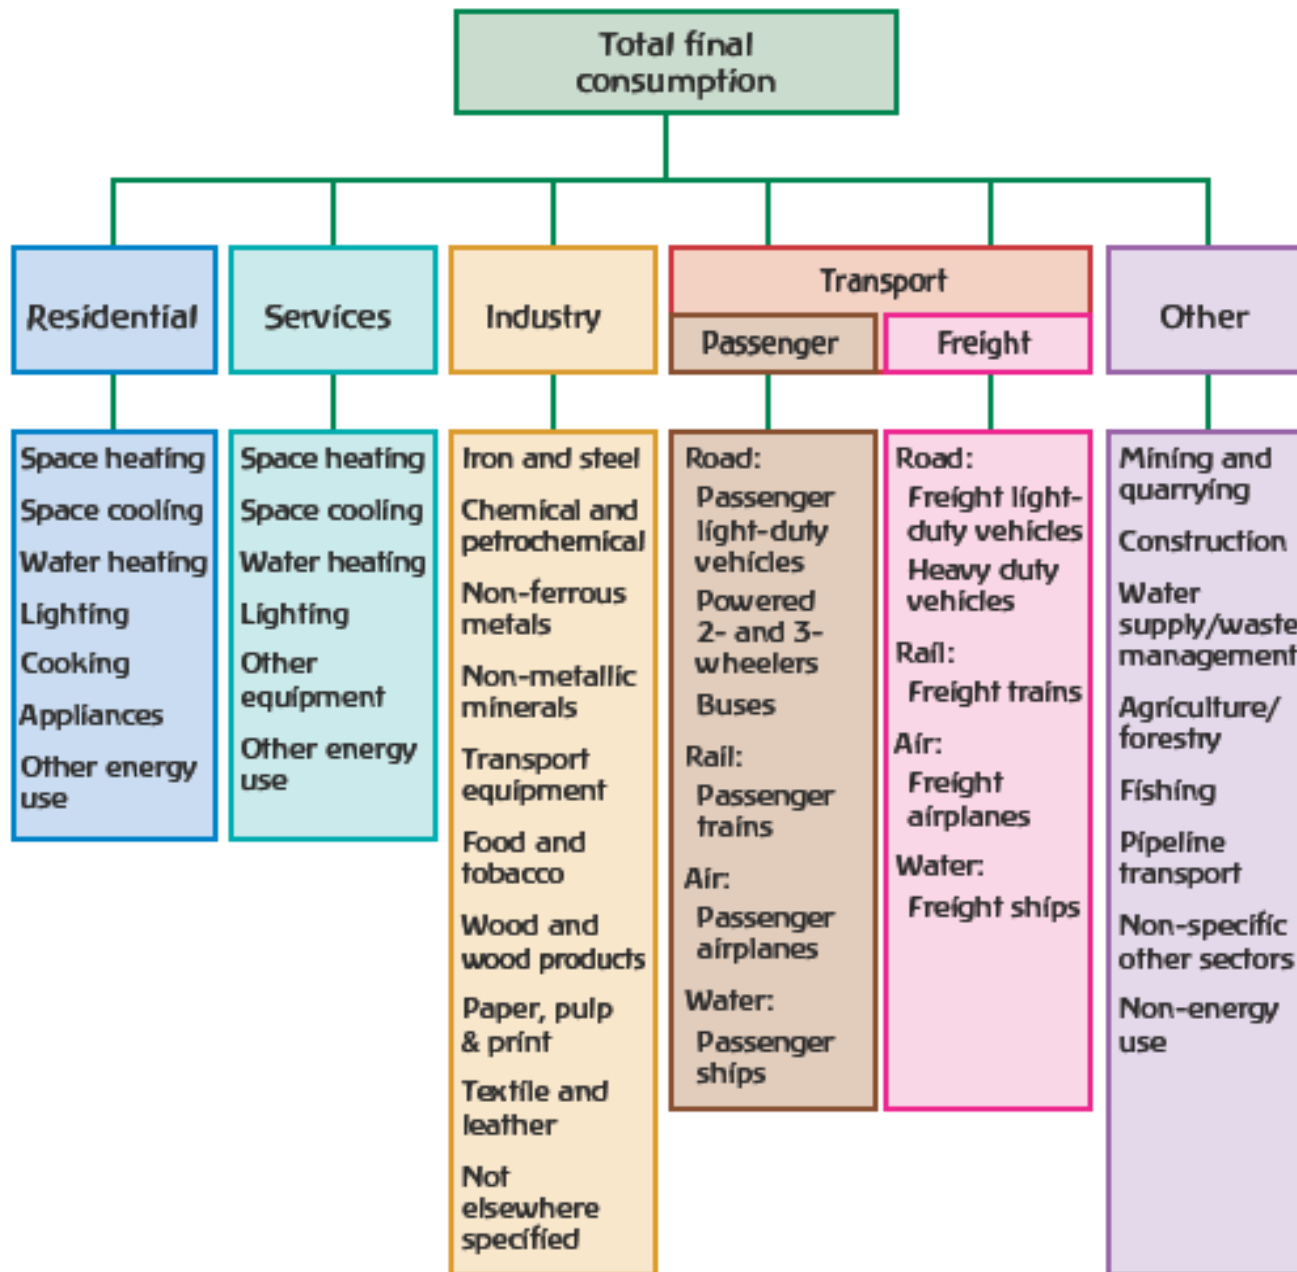 Total final
consumption
Residential
Services
Industry
Transport
Passenger
Freight
Other
Space heating
Space cooling
Water heating
Lighting
Cooking
Appliances
Other energy
use
Space heating
Space cooling
Water heating
Lighting
Other
equipment
Other energy
use
Iron and steel
Chemical and
petrochemical
Non-ferrous
metals
Non-metallic
minerals
Transport
equipment
Food and
tobacco
Wood and
wood products
Paper, pulp
& print
Textile and
leather
Not
elsewhere
specified
Road:
Passenger
light-duty
vehicles
Powered
2- and 3-
wheelers
Buses
Rail:
Passenger
trains
Air:
Passenger
airplanes
Water:
Passenger
ships
Road:
Freight light-
duty vehicles
Heavy duty
vehicles
Rail:
Freight trains
Air:
Freight
airplanes
Water:
Freight ships
Mining and
quarrying
Construction
Water
supply/waste
management
Agriculture/
forestry
Fishing
Pipeline
transport
Non-specific
other sectors
Non-energy
use